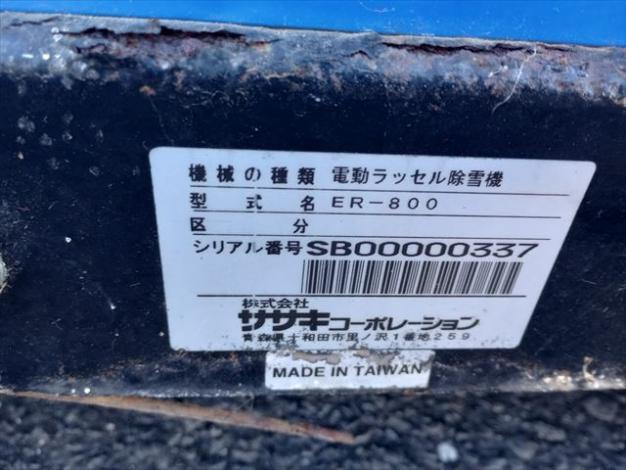 機械の種類 電動ラッセル除雪機
型式名 ER-800
区分
シリアル番号 SB00000337
株式会社
ササキコーポレーション
青森県十和田市里ノ沢1番地259
MADE IN TAIWAN